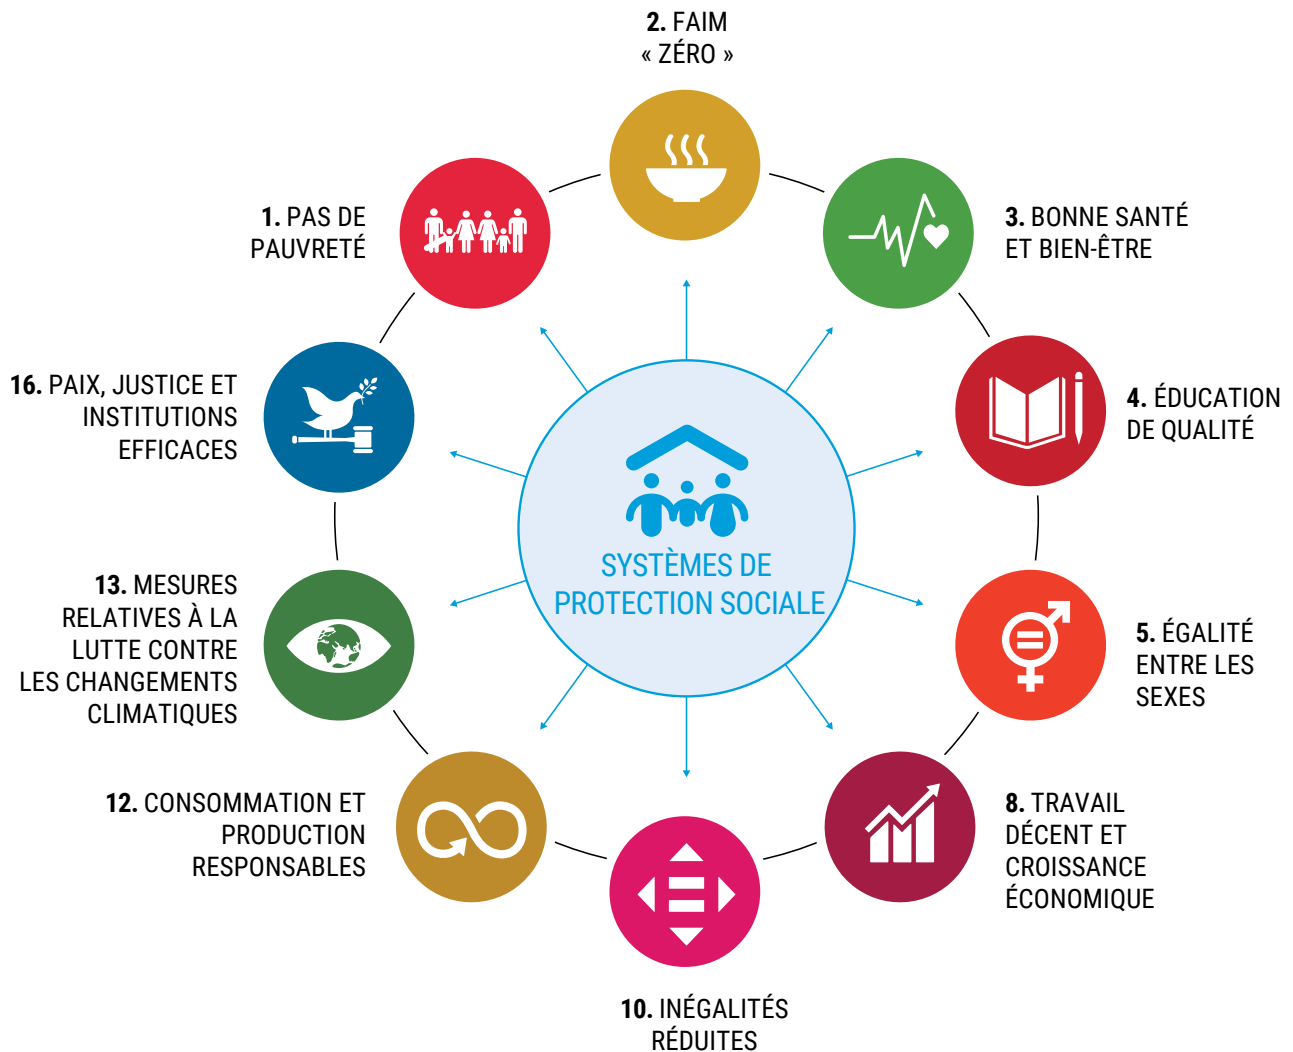 2. FAIM
« ZÉRO »
1. PAS DE
PAUVRETÉ
3. BONNE SANTÉ
ET BIEN-ÊTRE
16. PAIX, JUSTICE ET
INSTITUTIONS
EFFICACES
4. ÉDUCATION
DE QUALITÉ
SYSTÈMES DE
PROTECTION SOCIALE
13. MESURES
RELATIVES À LA
LUTTE CONTRE
LES CHANGEMENTS
CLIMATIQUES
5. ÉGALITÉ
ENTRE LES
SEXES
12. CONSOMMATION ET
PRODUCTION
RESPONSABLES
8. TRAVAIL
DÉCENT ET
CROISSANCE
ÉCONOMIQUE
10. INÉGALITÉS
RÉDUITES